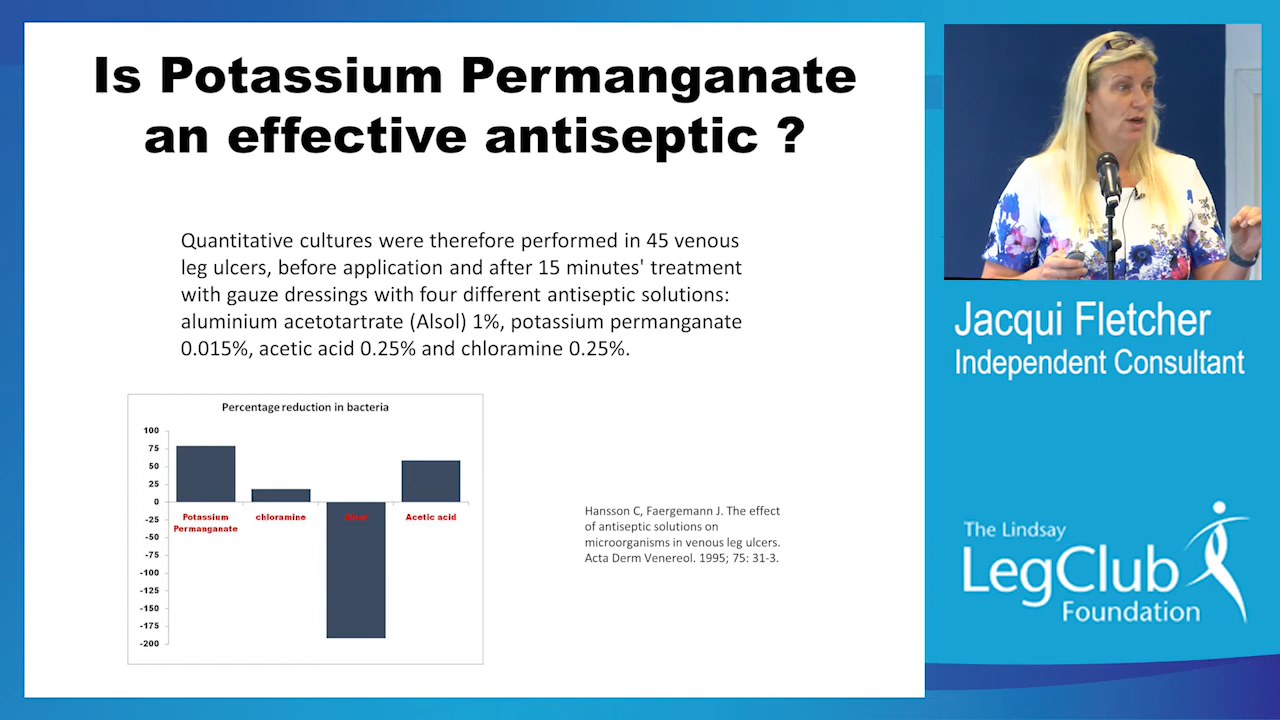 Is Potassium Permanganate
an effective antiseptic ?
Quantitative cultures were therefore performed in 45 venous
leg ulcers, before application and after 15 minutes' treatment
with gauze dressings with four different antiseptic solutions:
aluminium acetotartrate (Alsol) 1%, potassium permanganate
0.015%, acetic acid 0.25% and chloramine 0.25%.
Percentage reduction in bacteria
100
75
50
25
0
-25
-50
-75
-100
-125
-150
-175
-200
Potassium
Permanganate
chloramine
Alsol
Acetic acid
Hansson C, Faergemann J. The effect
of antiseptic solutions on
microorganisms in venous leg ulcers.
Acta Derm Venereol. 1995; 75: 31-3.
Jacqui Fletcher
Independent Consultant
The Lindsay
LegClub
Foundation